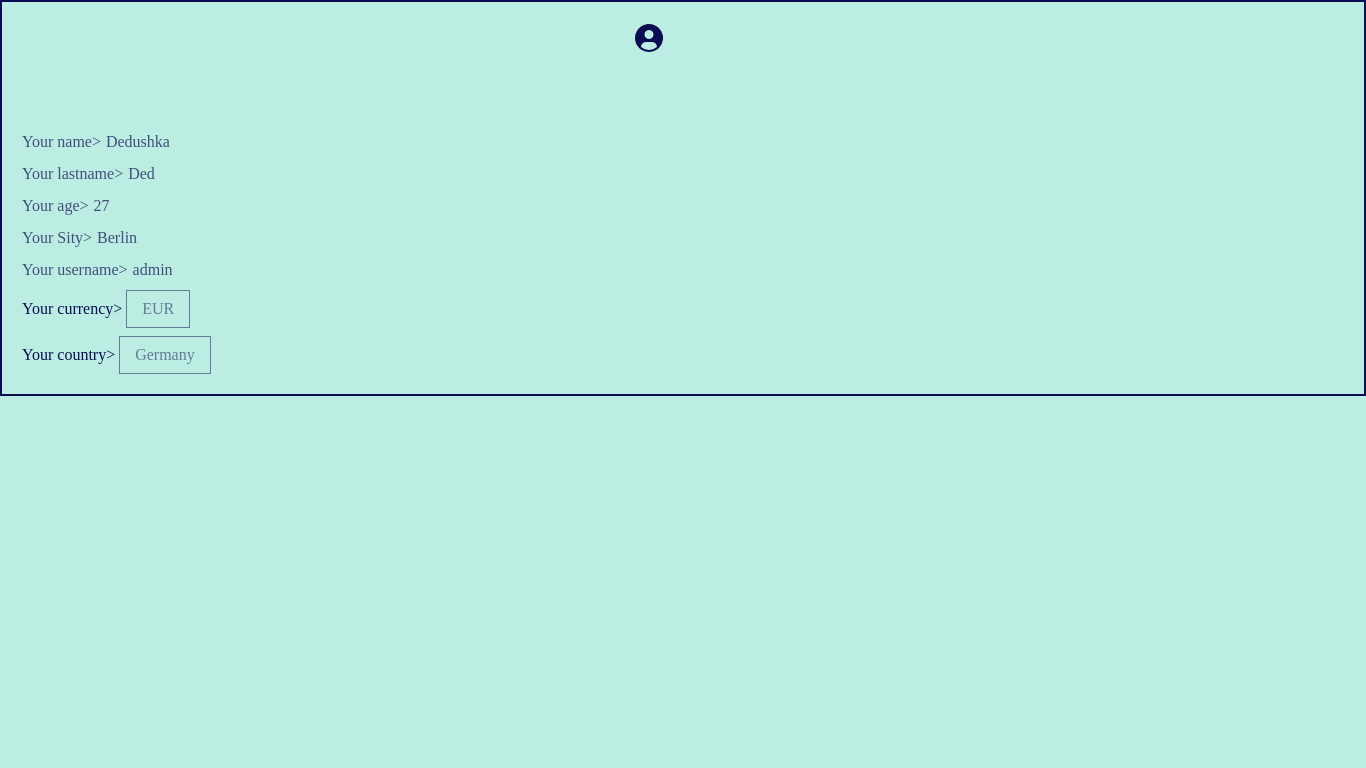 Your name> Dedushka
Your lastname> Ded
Your age> 27
Your Sity> Berlin
Your username> admin
Your currency> EUR
Your country> Germany